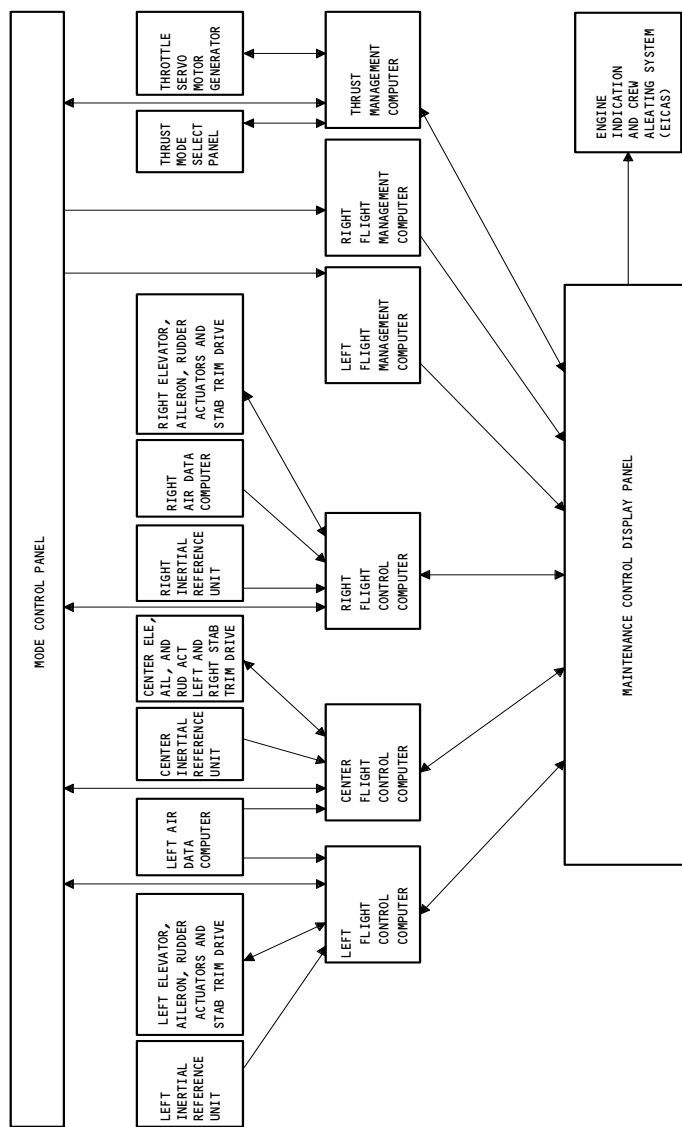 MODE CONTROL PANEL
LEFT
INERTIAL
REFERENCE
UNIT
LEFT ELEVATOR,
AILERON, RUDDER
ACTUATORS AND
STAB TRIM DRIVE
LEFT AIR
DATA
COMPUTER
CENTER
INERTIAL
REFERENCE
UNIT
CENTER ELE,
AIL, AND
RUD ACT
LEFT AND
RIGHT STAB
TRIM DRIVE
RIGHT
INERTIAL
REFERENCE
UNIT
RIGHT
AIR DATA
COMPUTER
RIGHT ELEVATOR,
AILERON, RUDDER
ACTUATORS AND
STAB TRIM DRIVE
THRUST
MODE
SELECT
PANEL
THROTTLE
SERVO
MOTOR
GENERATOR
LEFT
FLIGHT
CONTROL
COMPUTER
CENTER
FLIGHT
CONTROL
COMPUTER
RIGHT
FLIGHT
CONTROL
COMPUTER
LEFT
FLIGHT
MANAGEMENT
COMPUTER
RIGHT
FLIGHT
MANAGEMENT
COMPUTER
THRUST
MANAGEMENT
COMPUTER
MAINTENANCE CONTROL DISPLAY PANEL
ENGINE
INDICATION
AND CREW
ALEATING SYSTEM
(EICAS)